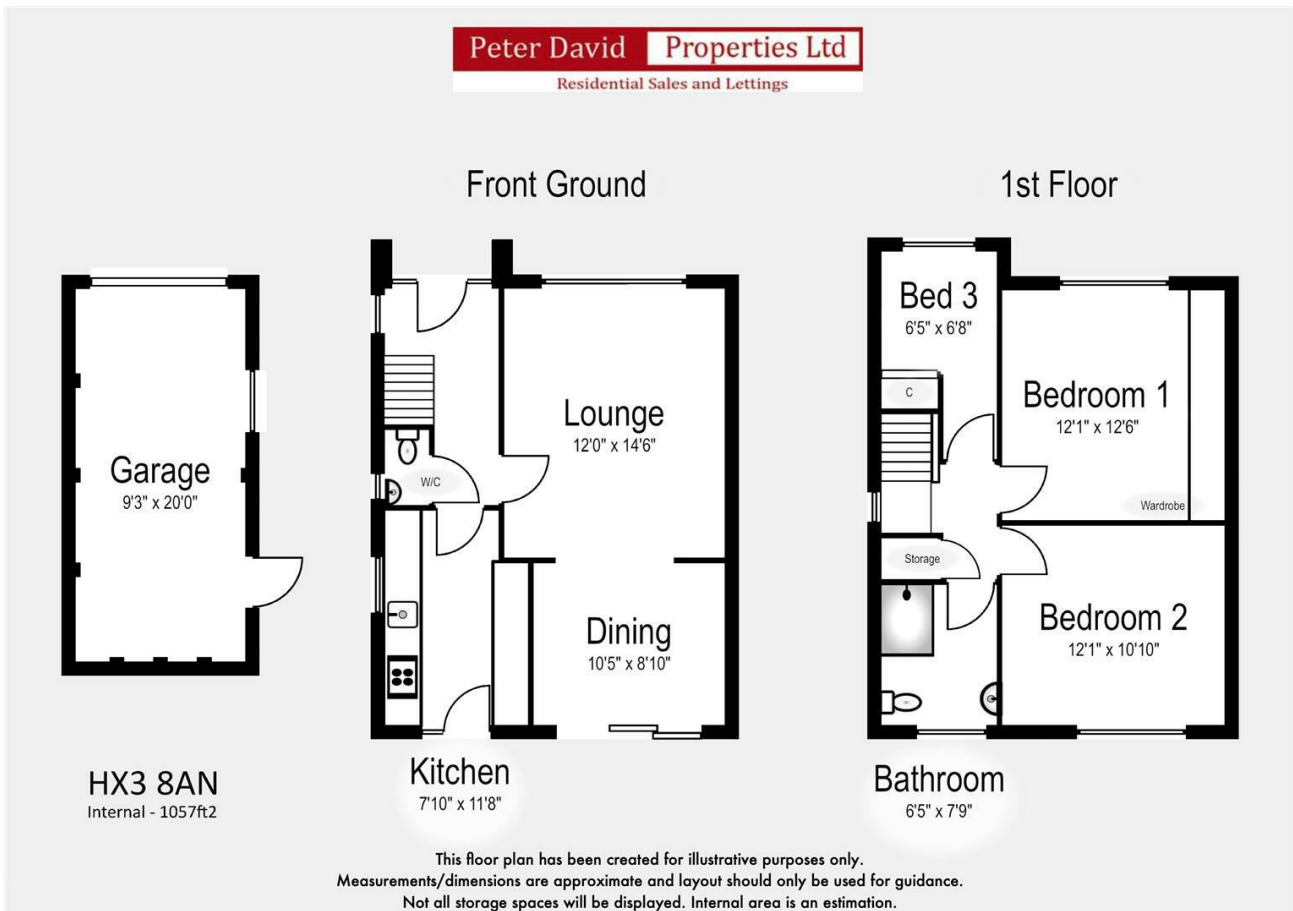 Peter David Properties Ltd
Residential Sales and Lettings
Front Ground
1st Floor
Garage
9'3" x 20'0"
HX3 8AN
Internal - 1057ft2
Lounge
12'0" x 14'6"
W/C
Dining
10'5" x 8'10"
Kitchen
7'10" x 11'8"
Bed 3
6'5" x 6'8"
C
Bedroom 1
12'1" x 12'6"
Wardrobe
Storage
Bedroom 2
12'1" x 10'10"
Bathroom
6'5" x 7'9"
This floor plan has been created for illustrative purposes only.
Measurements/dimensions are approximate and layout should only be used for guidance.
Not all storage spaces will be displayed. Internal area is an estimation.